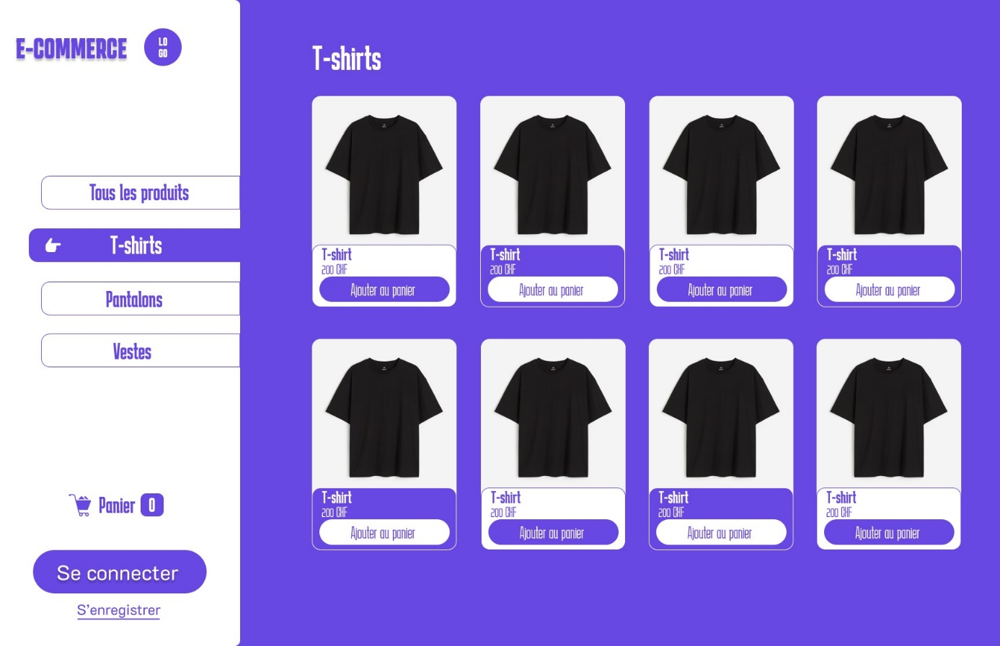 E-COMMERCE
LO
GO
Tous les produits
T-shirts
Pantalons
Vestes
Panier 0
Se connecter
S'enregistrer
T-shirts
T-shirt
200 CHF
Ajouter au panier
T-shirt
200 CHF
Ajouter au panier
T-shirt
200 CHF
Ajouter au panier
T-shirt
200 CHF
Ajouter au panier
T-shirt
200 CHF
Ajouter au panier
T-shirt
200 CHF
Ajouter au panier
T-shirt
200 CHF
Ajouter au panier
T-shirt
200 CHF
Ajouter au panier